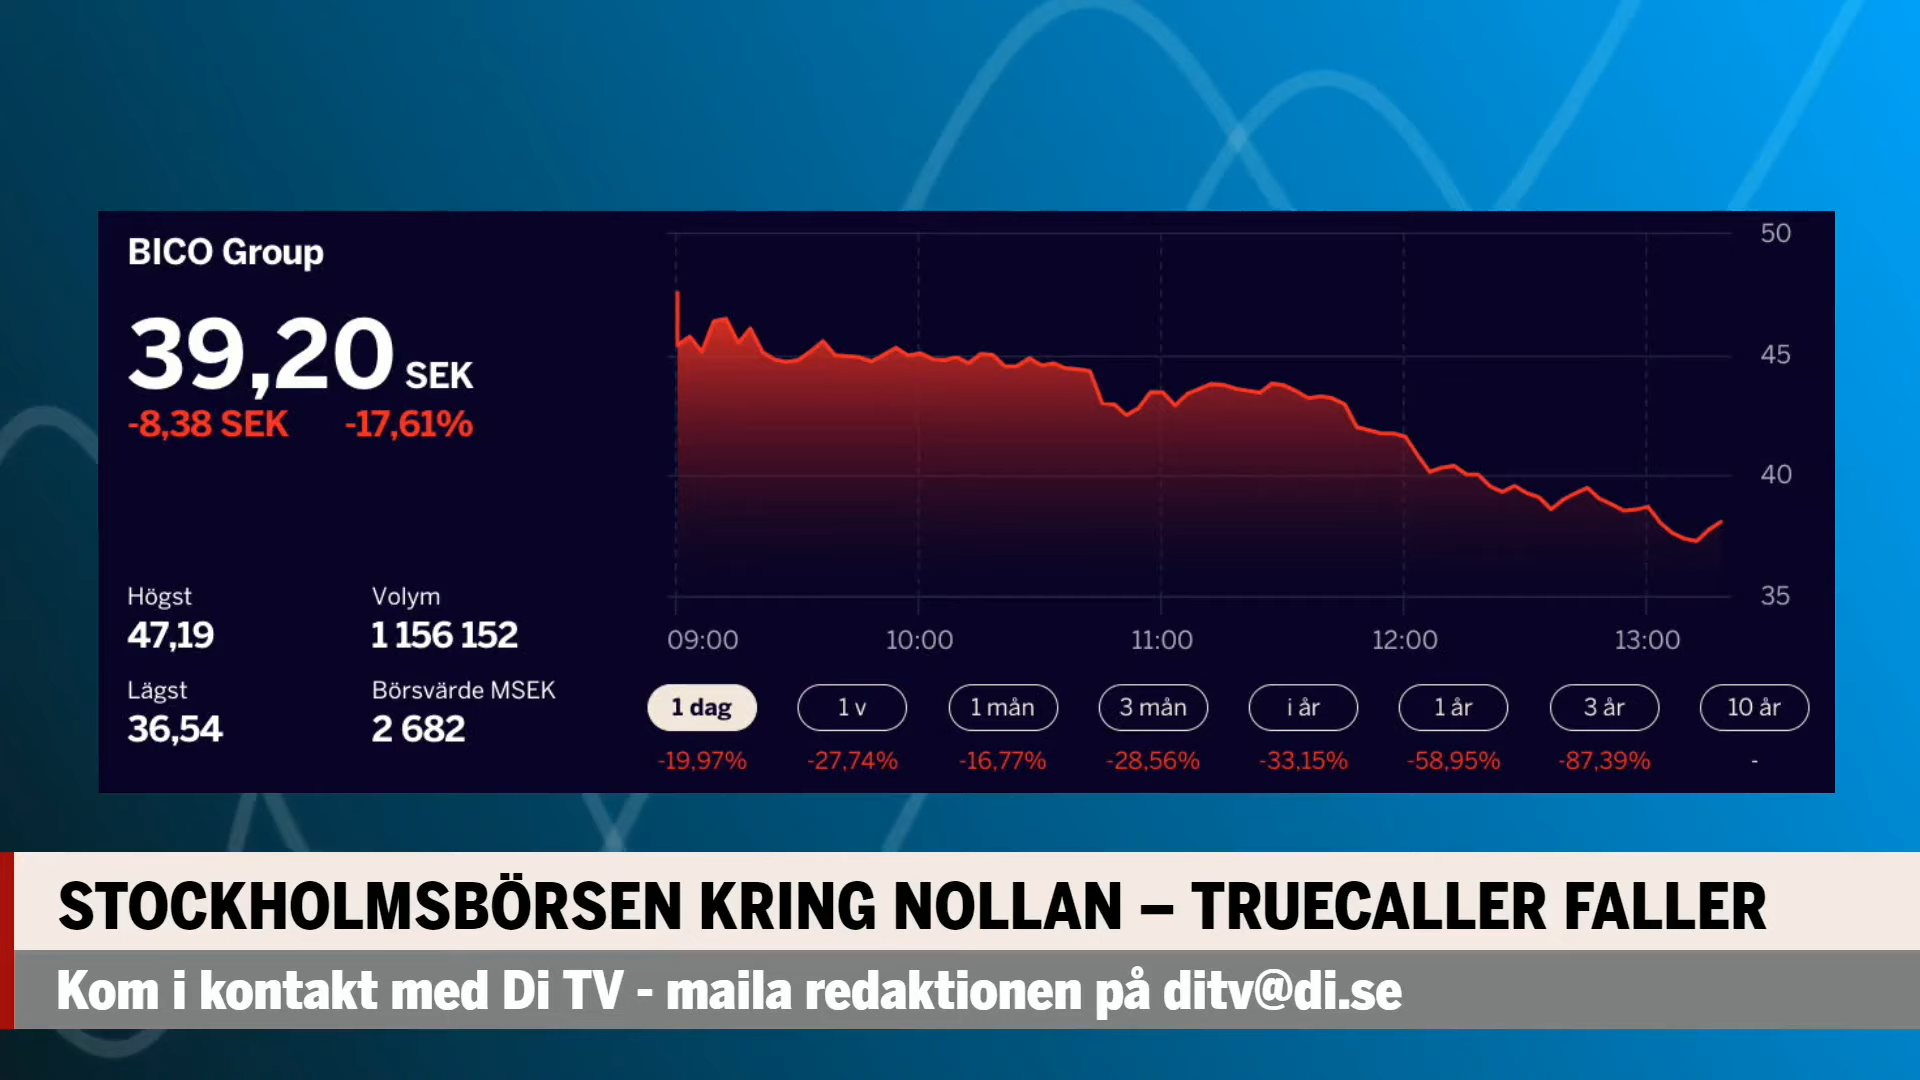 BICO Group
39,20 SEK
-8,38 SEK -17,61%
Högst Volym
47,19 1 156 152
Lägst Börsvärde MSEK
36,54 2 682
50
45
40
35
09:00 10:00 11:00 12:00 13:00
1 dag 1 v 1 mån 3 mån i år 1 år 3 år 10 år
-19,97% -27,74% -16,77% -28,56% -33,15% -58,95% -87,39% -
STOCKHOLMSBÖRSEN KRING NOLLAN – TRUECALLER FALLER
Kom i kontakt med Di TV - maila redaktionen på ditv@di.se